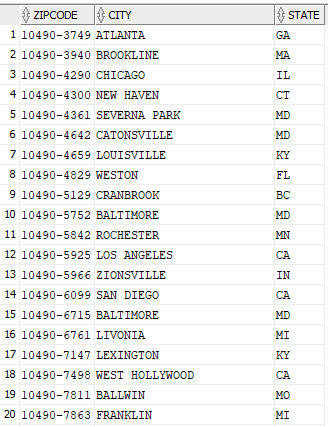 ZIPCODE CITY STATE
1 10490-3749 ATLANTA GA
2 10490-3940 BROOKLINE MA
3 10490-4290 CHICAGO IL
4 10490-4300 NEW HAVEN CT
5 10490-4361 SEVERNA PARK MD
6 10490-4642 CATONSVILLE MD
7 10490-4659 LOUISVILLE KY
8 10490-4829 WESTON FL
9 10490-5129 CRANBROOK BC
10 10490-5752 BALTIMORE MD
11 10490-5842 ROCHESTER MN
12 10490-5925 LOS ANGELES CA
13 10490-5966 ZIONSVILLE IN
14 10490-6099 SAN DIEGO CA
15 10490-6715 BALTIMORE MD
16 10490-6761 LIVONIA MI
17 10490-7147 LEXINGTON KY
18 10490-7498 WEST HOLLYWOOD CA
19 10490-7811 BALLWIN MO
20 10490-7863 FRANKLIN MI